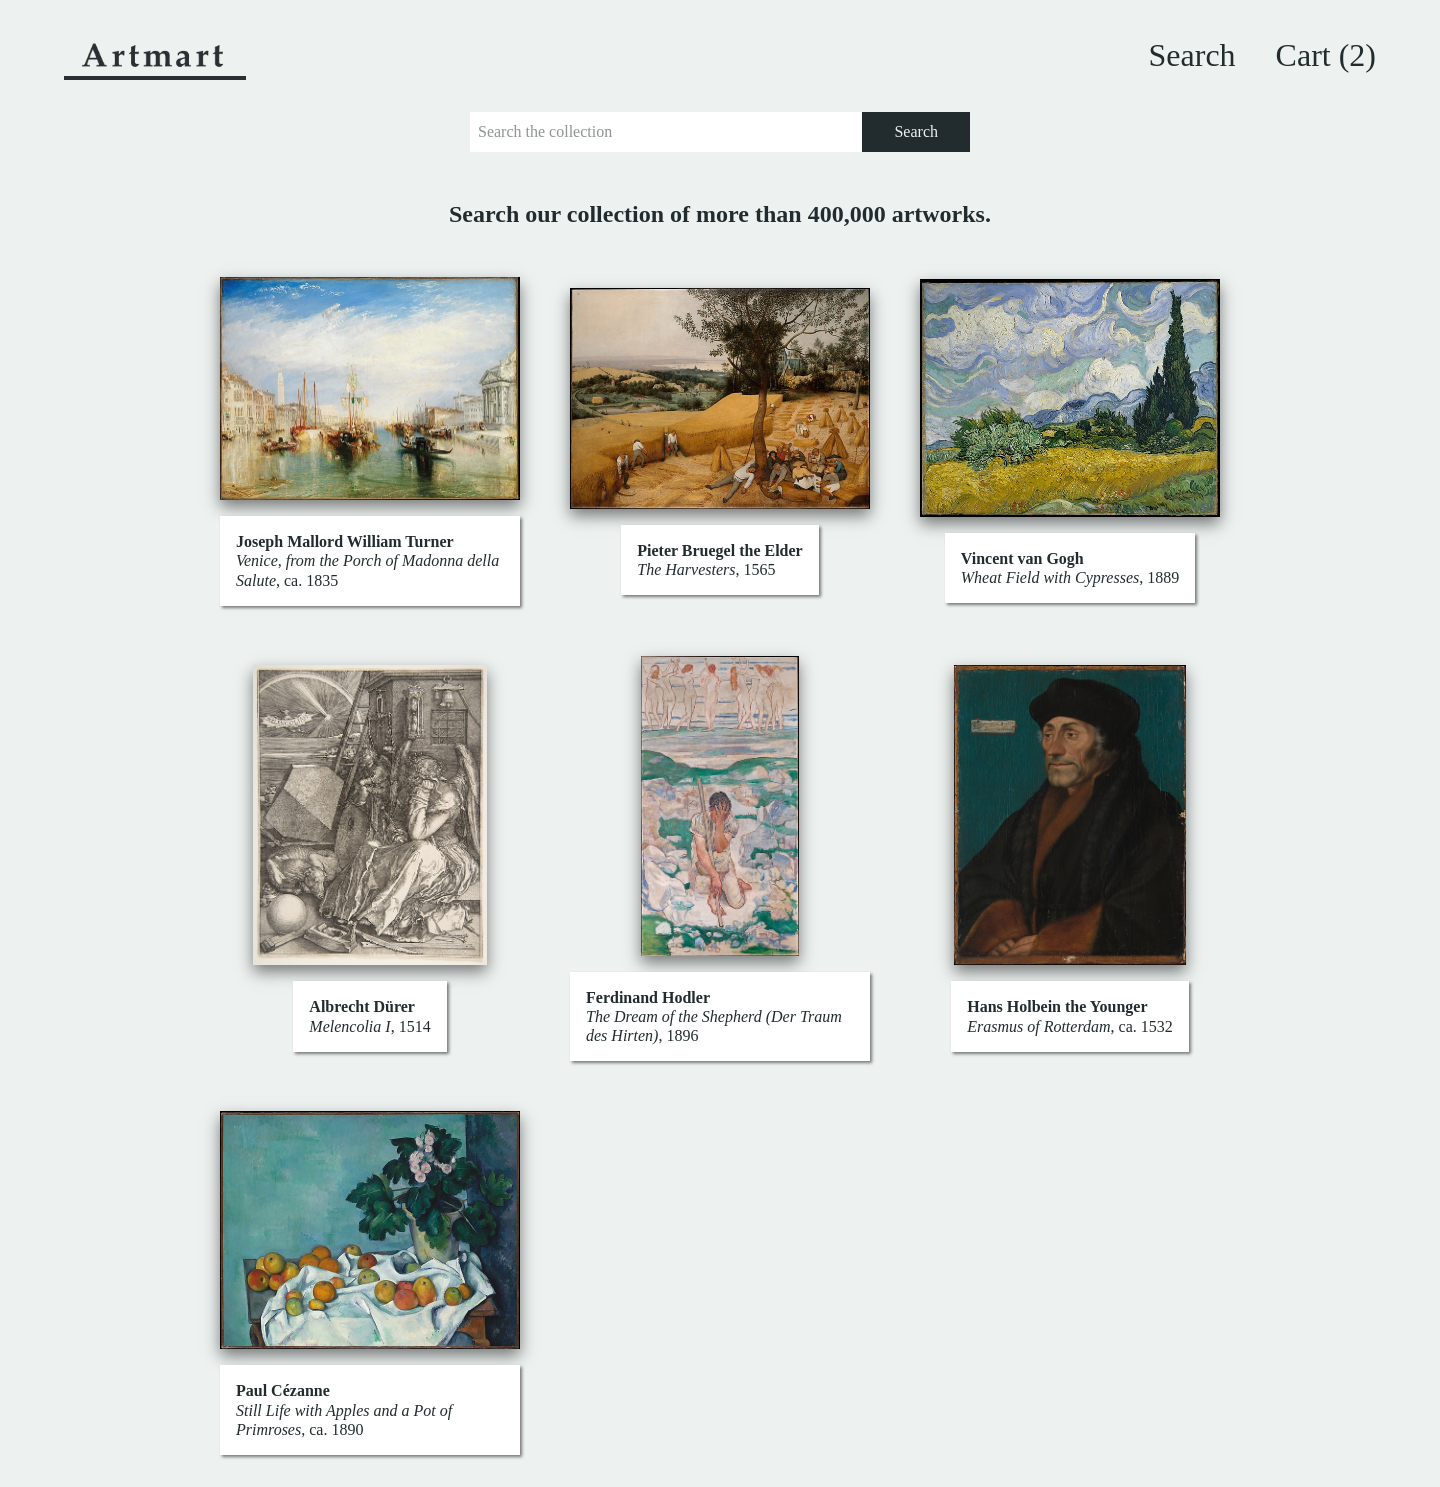 Artmart
Search
Cart (2)
Search the collection
Search
Search our collection of more than 400,000 artworks.
Joseph Mallord William Turner
Venice, from the Porch of Madonna della
Salute, ca. 1835
Pieter Bruegel the Elder
The Harvesters, 1565
Vincent van Gogh
Wheat Field with Cypresses, 1889
Albrecht Dürer
Melencolia I, 1514
Ferdinand Hodler
The Dream of the Shepherd (Der Traum
des Hirten), 1896
Hans Holbein the Younger
Erasmus of Rotterdam, ca. 1532
Paul Cézanne
Still Life with Apples and a Pot of
Primroses, ca. 1890